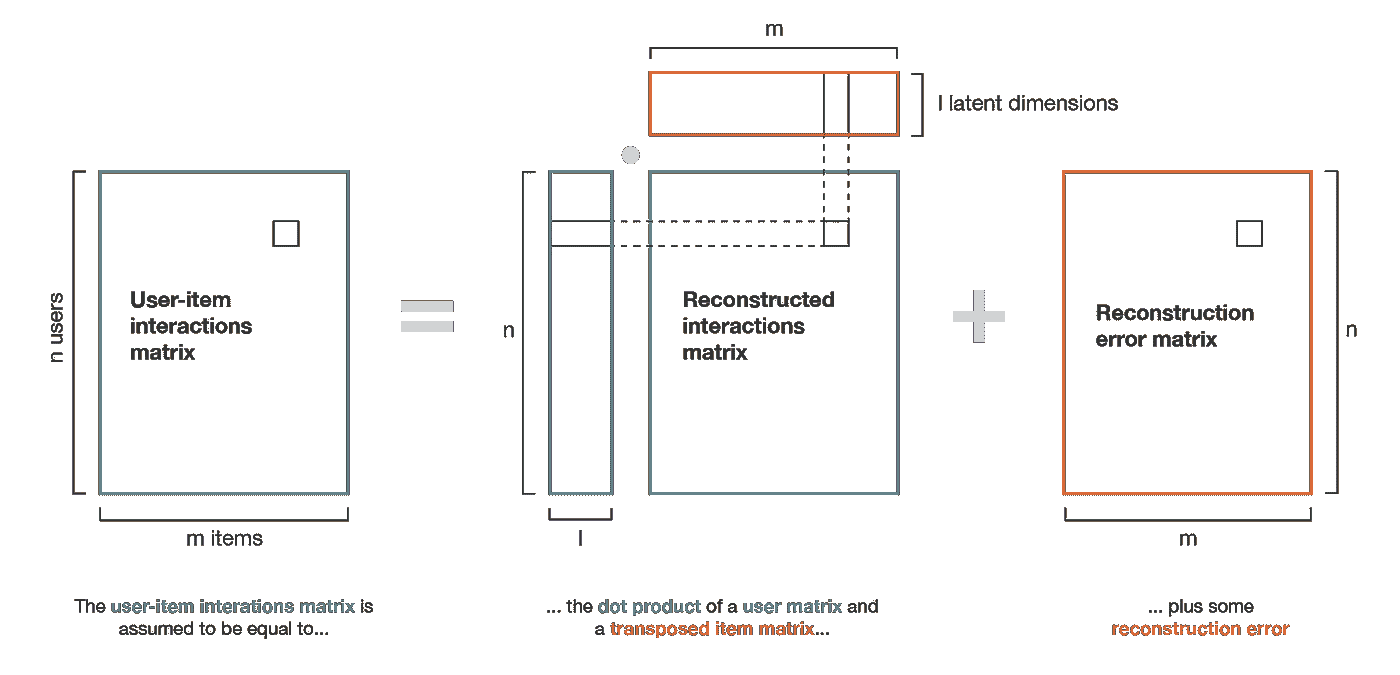 m
l latent dimensions
n users
User-item
interactions
matrix
m items
n
l
Reconstructed
interactions
matrix
Reconstruction
error matrix
n
m
The user-item interations matrix is
assumed to be equal to...
... the dot product of a user matrix and
a transposed item matrix...
... plus some
reconstruction error